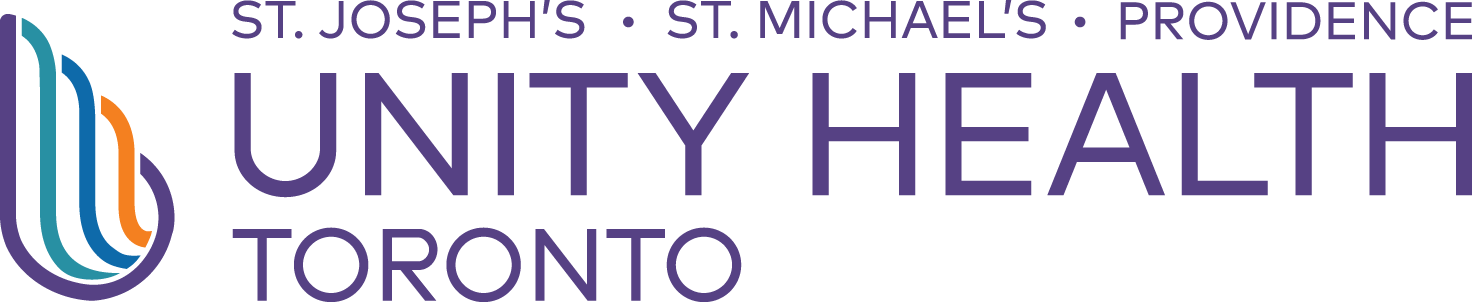 ST. JOSEPH'S • ST. MICHAEL'S • PROVIDENCE
UNITY HEALTH
TORONTO